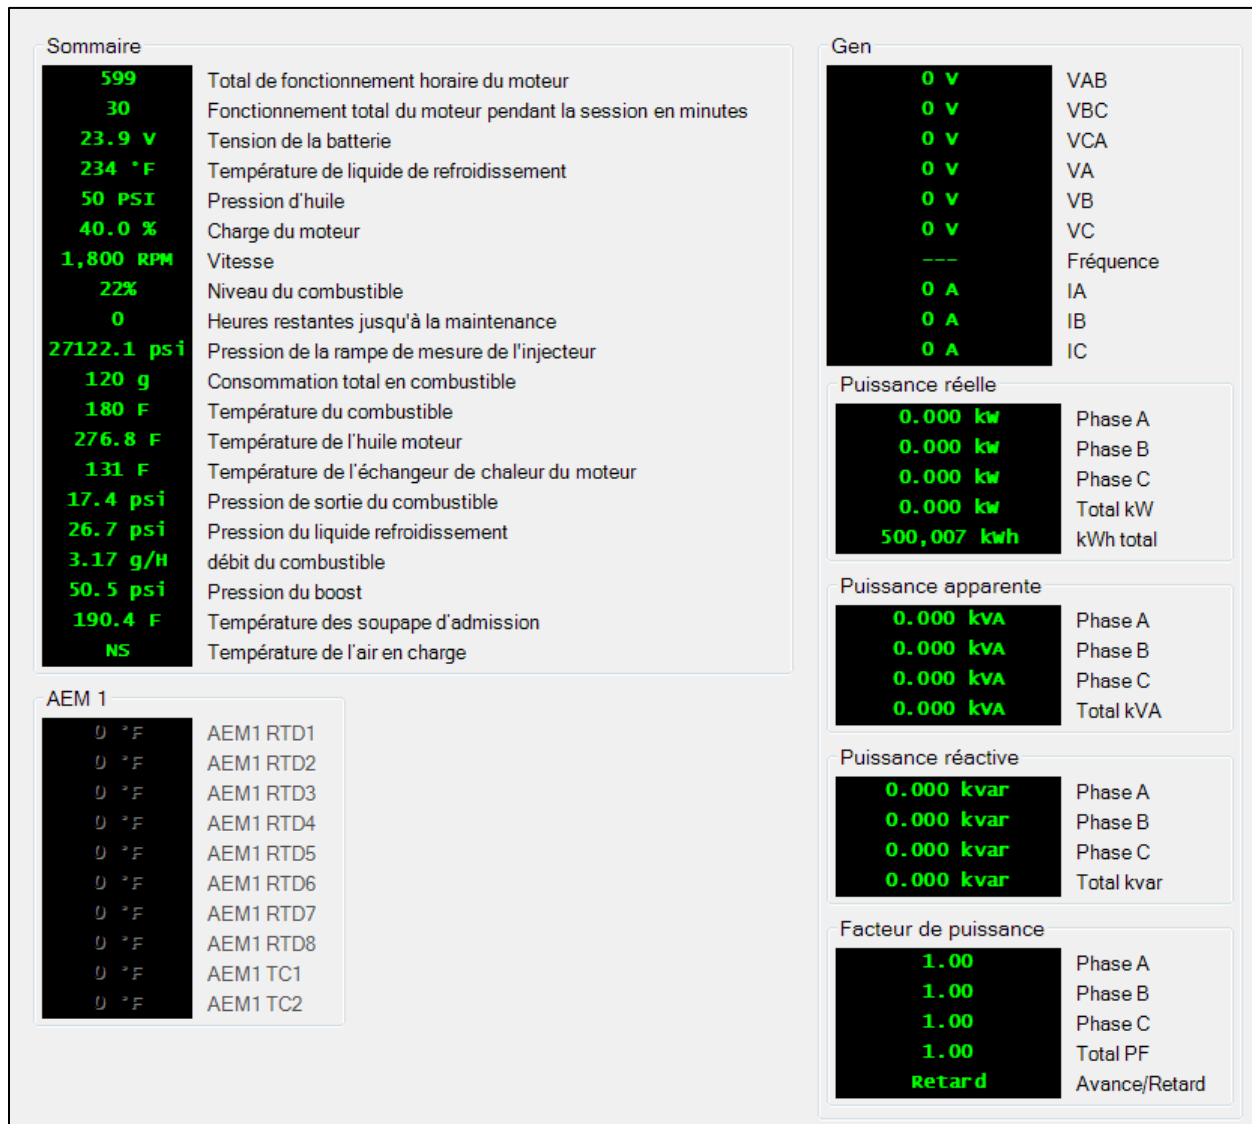 Sommaire
599 Total de fonctionnement horaire du moteur
30 Fonctionnement total du moteur pendant la session en minutes
23.9 V Tension de la batterie
234 °F Température de liquide de refroidissement
50 PSI Pression d'huile
40.0 % Charge du moteur
1,800 RPM Vitesse
22% Niveau du combustible
0 Heures restantes jusqu'à la maintenance
27122.1 psi Pression de la rampe de mesure de l'injecteur
120 g Consommation total en combustible
180 F Température du combustible
276.8 F Température de l'huile moteur
131 F Température de l'échangeur de chaleur du moteur
17.4 psi Pression de sortie du combustible
26.7 psi Pression du liquide refroidissement
3.17 g/H débit du combustible
50.5 psi Pression du boost
190.4 F Température des soupape d'admission
NS Température de l'air en charge
AEM 1
0 °F AEM1 RTD1
0 °F AEM1 RTD2
0 °F AEM1 RTD3
0 °F AEM1 RTD4
0 °F AEM1 RTD5
0 °F AEM1 RTD6
0 °F AEM1 RTD7
0 °F AEM1 RTD8
0 °F AEM1 TC1
0 °F AEM1 TC2
Gen
0 V VAB
0 V VBC
0 V VCA
0 V VA
0 V VB
0 V VC
--- Fréquence
0 A IA
0 A IB
0 A IC
Puissance réelle
0.000 kW Phase A
0.000 kW Phase B
0.000 kW Phase C
0.000 kW Total kW
500,007 kWh kWh total
Puissance apparente
0.000 kVA Phase A
0.000 kVA Phase B
0.000 kVA Phase C
0.000 kVA Total kVA
Puissance réactive
0.000 kvar Phase A
0.000 kvar Phase B
0.000 kvar Phase C
0.000 kvar Total kvar
Facteur de puissance
1.00 Phase A
1.00 Phase B
1.00 Phase C
1.00 Total PF
Retard Avance/Retard